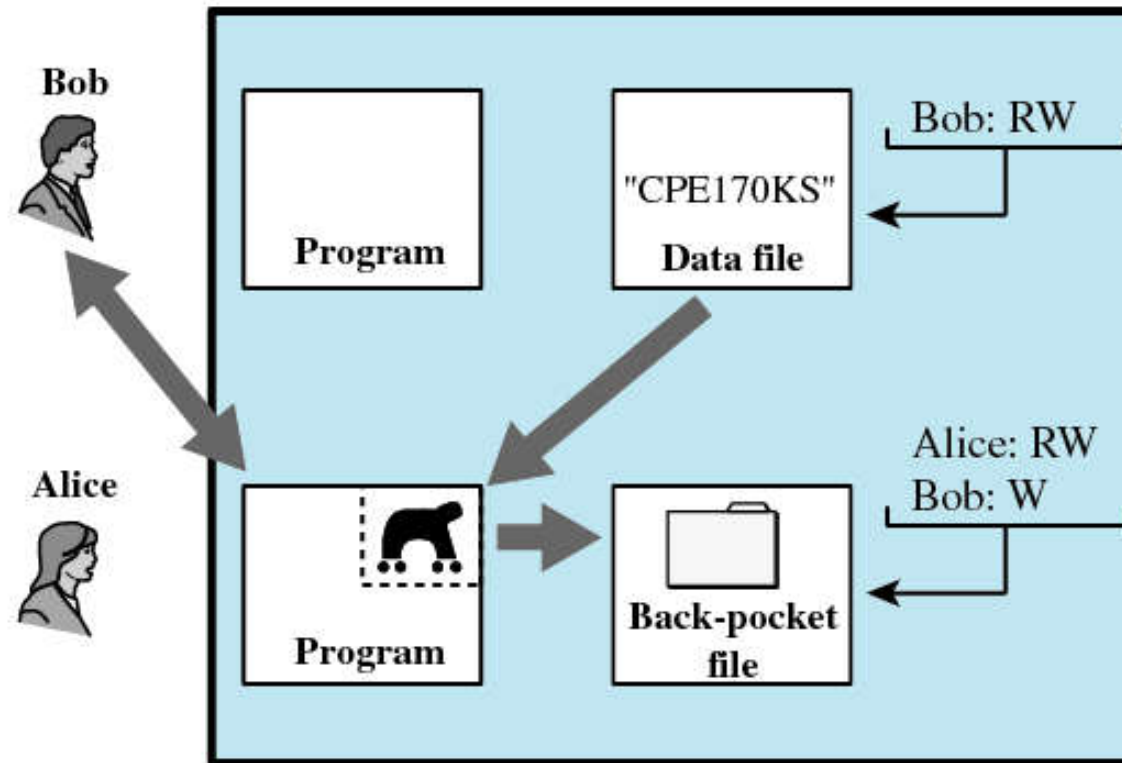 Bob
Program
"CPE170KS"
Data file
Bob: RW
Alice
Program
Back-pocket
file
Alice: RW
Bob: W